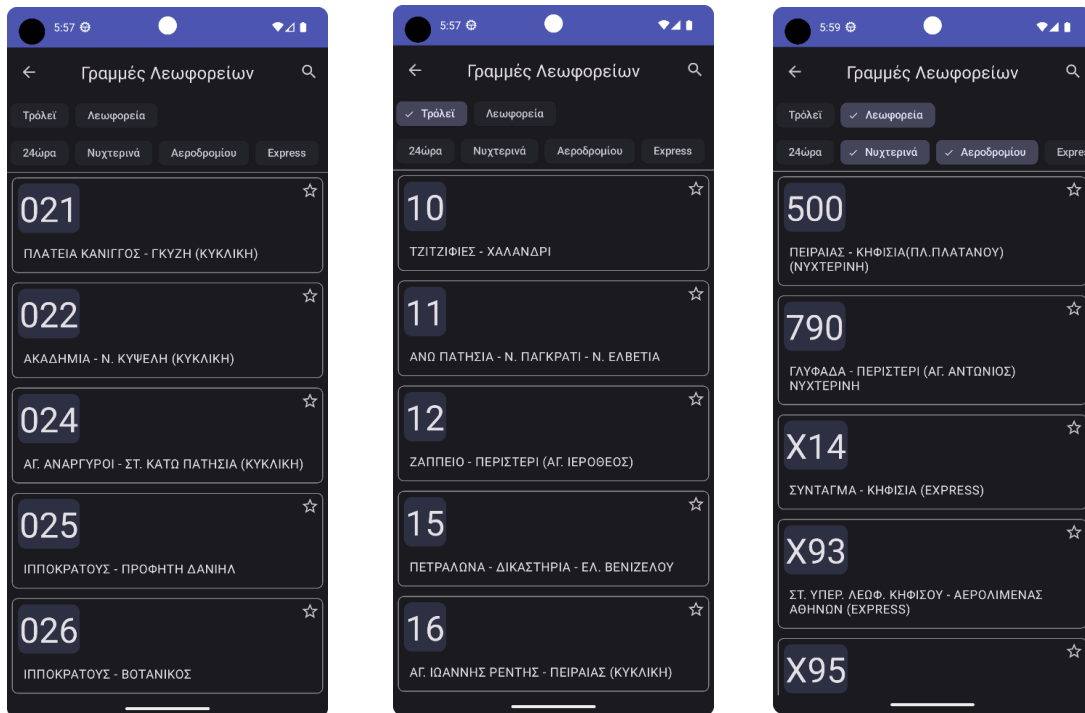 5:57
Γραμμές Λεωφορείων
Τρόλεϊ Λεωφορεία
24ώρα Νυχτερινά Αεροδρομίου Express
021
ΠΛΑΤΕΙΑ ΚΑΝΙΓΓΟΣ - ΓΚΥΖΗ (ΚΥΚΛΙΚΗ)
022
ΑΚΑΔΗΜΙΑ - Ν. ΚΥΨΕΛΗ (ΚΥΚΛΙΚΗ)
024
ΑΓ. ΑΝΑΡΓΥΡΟΙ - ΣΤ. ΚΑΤΩ ΠΑΤΗΣΙΑ (ΚΥΚΛΙΚΗ)
025
ΙΠΠΟΚΡΑΤΟΥΣ - ΠΡΟΦΗΤΗ ΔΑΝΙΗΛ
026
ΙΠΠΟΚΡΑΤΟΥΣ - ΒΟΤΑΝΙΚΟΣ
5:57
Γραμμές Λεωφορείων
Τρόλεϊ Λεωφορεία
24ώρα Νυχτερινά Αεροδρομίου Express
10
ΤΖΙΤΖΙΦΙΕΣ - ΧΑΛΑΝΔΡΙ
11
ΑΝΩ ΠΑΤΗΣΙΑ - Ν. ΠΑΓΚΡΑΤΙ - Ν. ΕΛΒΕΤΙΑ
12
ΖΑΠΠΕΙΟ - ΠΕΡΙΣΤΕΡΙ (ΑΓ. ΙΕΡΟΘΕΟΣ)
15
ΠΕΤΡΑΛΩΝΑ - ΔΙΚΑΣΤΗΡΙΑ - ΕΛ. ΒΕΝΙΖΕΛΟΥ
16
ΑΓ. ΙΩΑΝΝΗΣ ΡΕΝΤΗΣ - ΠΕΙΡΑΙΑΣ (ΚΥΚΛΙΚΗ)
5:59
Γραμμές Λεωφορείων
Τρόλεϊ Λεωφορεία
24ώρα Νυχτερινά Αεροδρομίου Expres
500
ΠΕΙΡΑΙΑΣ - ΚΗΦΙΣΙΑ(ΠΛ.ΠΛΑΤΑΝΟΥ)
(ΝΥΧΤΕΡΙΝΗ)
790
ΓΛΥΦΑΔΑ - ΠΕΡΙΣΤΕΡΙ (ΑΓ. ΑΝΤΩΝΙΟΣ)
ΝΥΧΤΕΡΙΝΗ
X14
ΣΥΝΤΑΓΜΑ - ΚΗΦΙΣΙΑ (EXPRESS)
X93
ΣΤ. ΥΠΕΡ. ΛΕΩΦ. ΚΗΦΙΣΟΥ - ΑΕΡΟΛΙΜΕΝΑΣ
ΑΘΗΝΩΝ (EXPRESS)
X95